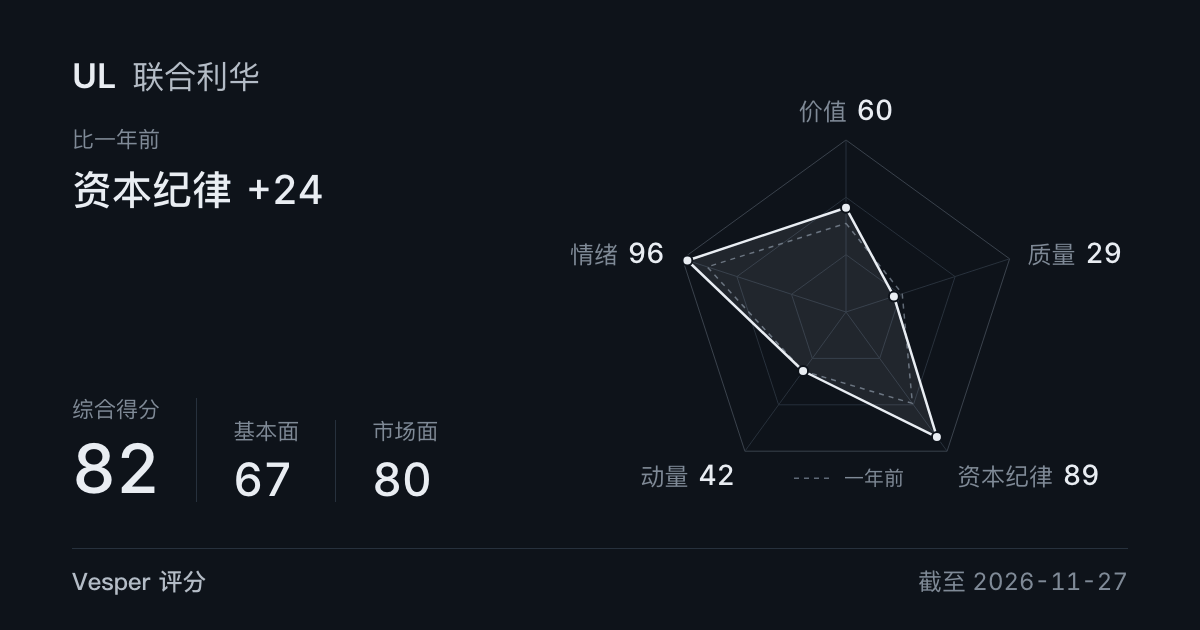 UL 联合利华
比一年前
资本纪律 +24
价值 60
情绪 96
质量 29
动量 42
一年前
资本纪律 89
综合得分
82
基本面
67
市场面
80
Vesper 评分
截至 2026-11-27